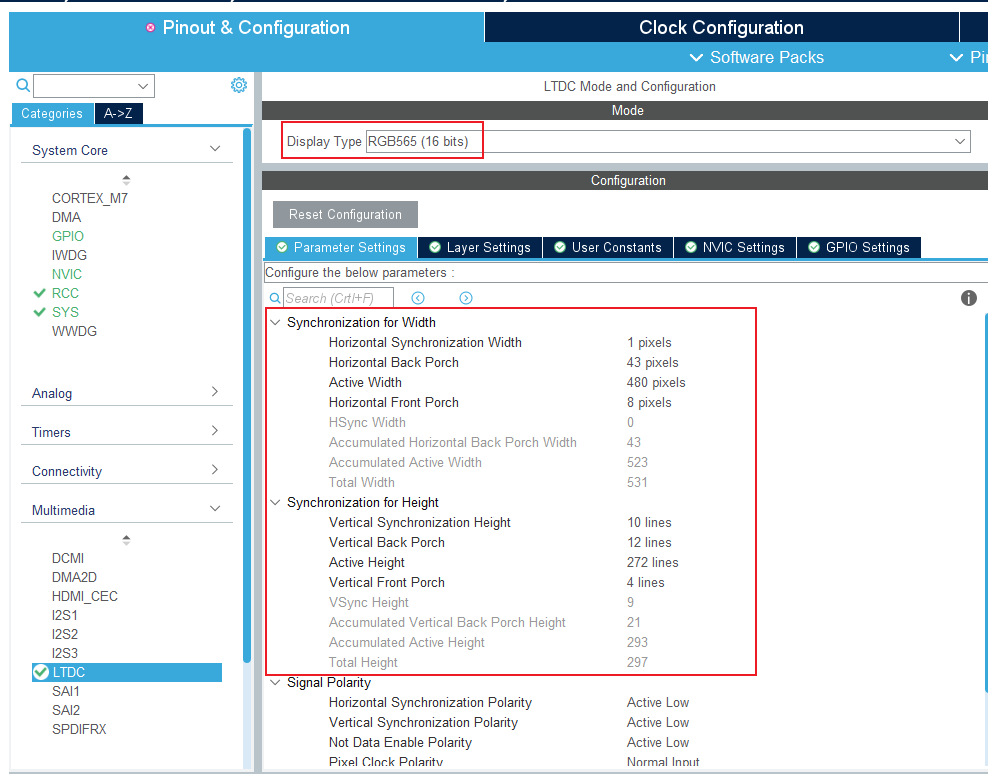 Pinout & Configuration
Clock Configuration
Software Packs
LTDC Mode and Configuration
Categories
A->Z
Mode
System Core
Display Type RGB565 (16 bits)
Configuration
CORTEX_M7
DMA
GPIO
IWDG
NVIC
RCC
SYS
WWDG
Analog
Timers
Connectivity
Multimedia
DCMI
DMA2D
HDMI_CEC
I2S1
I2S2
I2S3
LTDC
SAI1
SAI2
SPDIFRX
Reset Configuration
Parameter Settings
Layer Settings
User Constants
NVIC Settings
GPIO Settings
Configure the below parameters :
Search (Crtl+F)
Synchronization for Width
Horizontal Synchronization Width 1 pixels
Horizontal Back Porch 43 pixels
Active Width 480 pixels
Horizontal Front Porch 8 pixels
HSync Width 0
Accumulated Horizontal Back Porch Width 43
Accumulated Active Width 523
Total Width 531
Synchronization for Height
Vertical Synchronization Height 10 lines
Vertical Back Porch 12 lines
Active Height 272 lines
Vertical Front Porch 4 lines
VSync Height 9
Accumulated Vertical Back Porch Height 21
Accumulated Active Height 293
Total Height 297
Signal Polarity
Horizontal Synchronization Polarity Active Low
Vertical Synchronization Polarity Active Low
Not Data Enable Polarity Active Low
Pixel Clock Polarity Normal Input